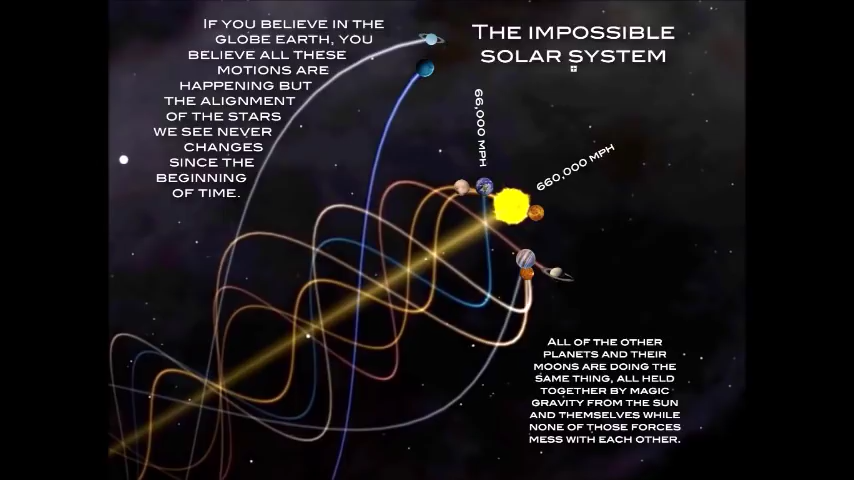 If you believe in the
globe earth, you
believe all these
motions are
happening but
the alignment
of the stars
we see never
changes
since the
beginning
of time.
The impossible
solar system
66,000 mph
660,000 mph
All of the other
planets and their
moons are doing the
same thing, all held
together by magic
gravity from the sun
and themselves while
none of those forces
mess with each other.